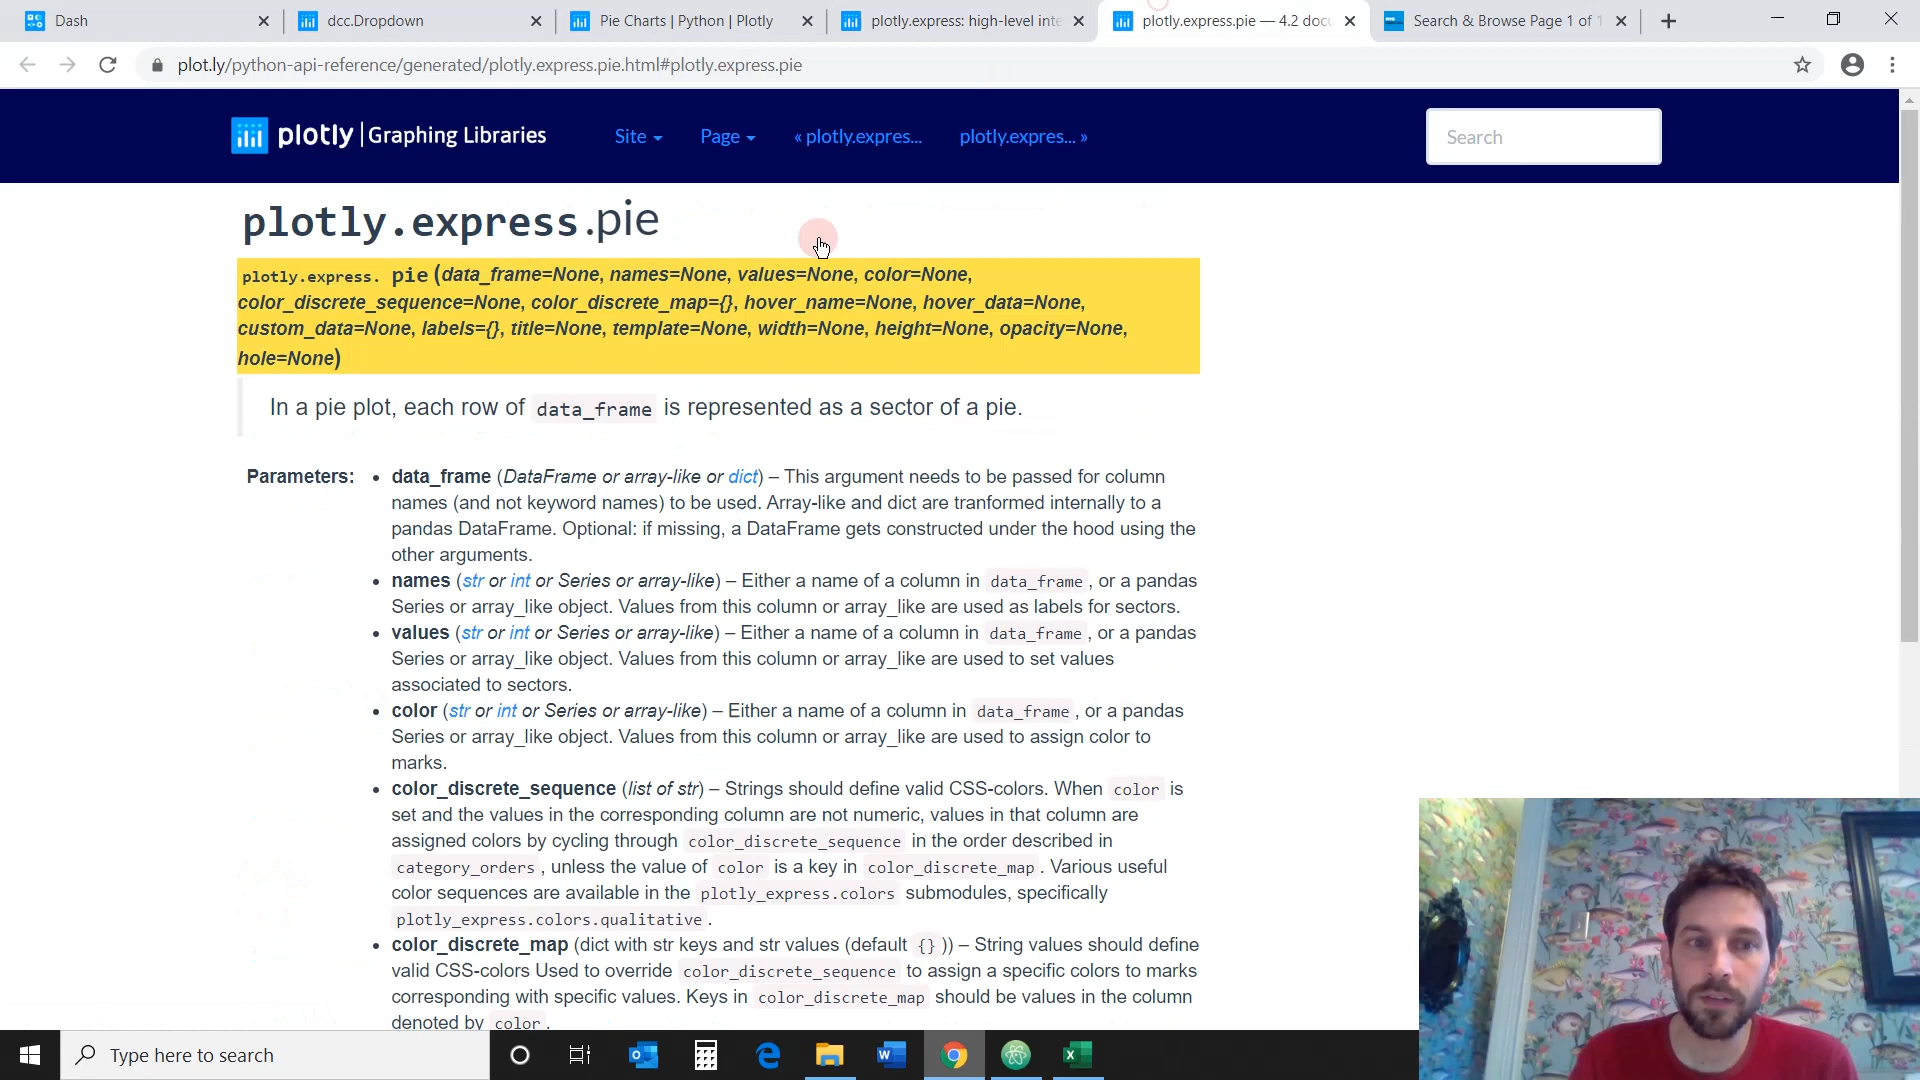 Dash
dcc.Dropdown
Pie Charts | Python | Plotly
plotly.express: high-level inte
plotly.express.pie — 4.2 docu
Search & Browse Page 1 of 1
plot.ly/python-api-reference/generated/plotly.express.pie.html#plotly.express.pie
plotly | Graphing Libraries
Site
Page
« plotly.expres...
plotly.expres... »
Search
plotly.express.pie
plotly.express. pie (data_frame=None, names=None, values=None, color=None,
color_discrete_sequence=None, color_discrete_map={}, hover_name=None, hover_data=None,
custom_data=None, labels={}, title=None, template=None, width=None, height=None, opacity=None,
hole=None)
In a pie plot, each row of data_frame is represented as a sector of a pie.
Parameters:
• data_frame (DataFrame or array-like or dict) – This argument needs to be passed for column
names (and not keyword names) to be used. Array-like and dict are tranformed internally to a
pandas DataFrame. Optional: if missing, a DataFrame gets constructed under the hood using the
other arguments.
• names (str or int or Series or array-like) – Either a name of a column in data_frame , or a pandas
Series or array_like object. Values from this column or array_like are used as labels for sectors.
• values (str or int or Series or array-like) – Either a name of a column in data_frame , or a pandas
Series or array_like object. Values from this column or array_like are used to set values
associated to sectors.
• color (str or int or Series or array-like) – Either a name of a column in data_frame , or a pandas
Series or array_like object. Values from this column or array_like are used to assign color to
marks.
• color_discrete_sequence (list of str) – Strings should define valid CSS-colors. When color is
set and the values in the corresponding column are not numeric, values in that column are
assigned colors by cycling through color_discrete_sequence in the order described in
category_orders , unless the value of color is a key in color_discrete_map . Various useful
color sequences are available in the plotly_express.colors submodules, specifically
plotly_express.colors.qualitative .
• color_discrete_map (dict with str keys and str values (default {} )) – String values should define
valid CSS-colors Used to override color_discrete_sequence to assign a specific colors to marks
corresponding with specific values. Keys in color_discrete_map should be values in the column
denoted by color .
Type here to search